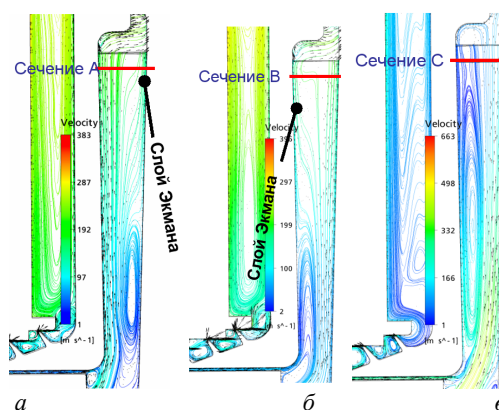 Сечение А
Velocity
383
287
192
97
1
[m s^-1]
Слой Экмана
а
Сечение В
Velocity
297
199
100
2
[m s^-1]
Слой Экмана
б
Сечение С
Velocity
663
498
332
166
1
[m s^-1]